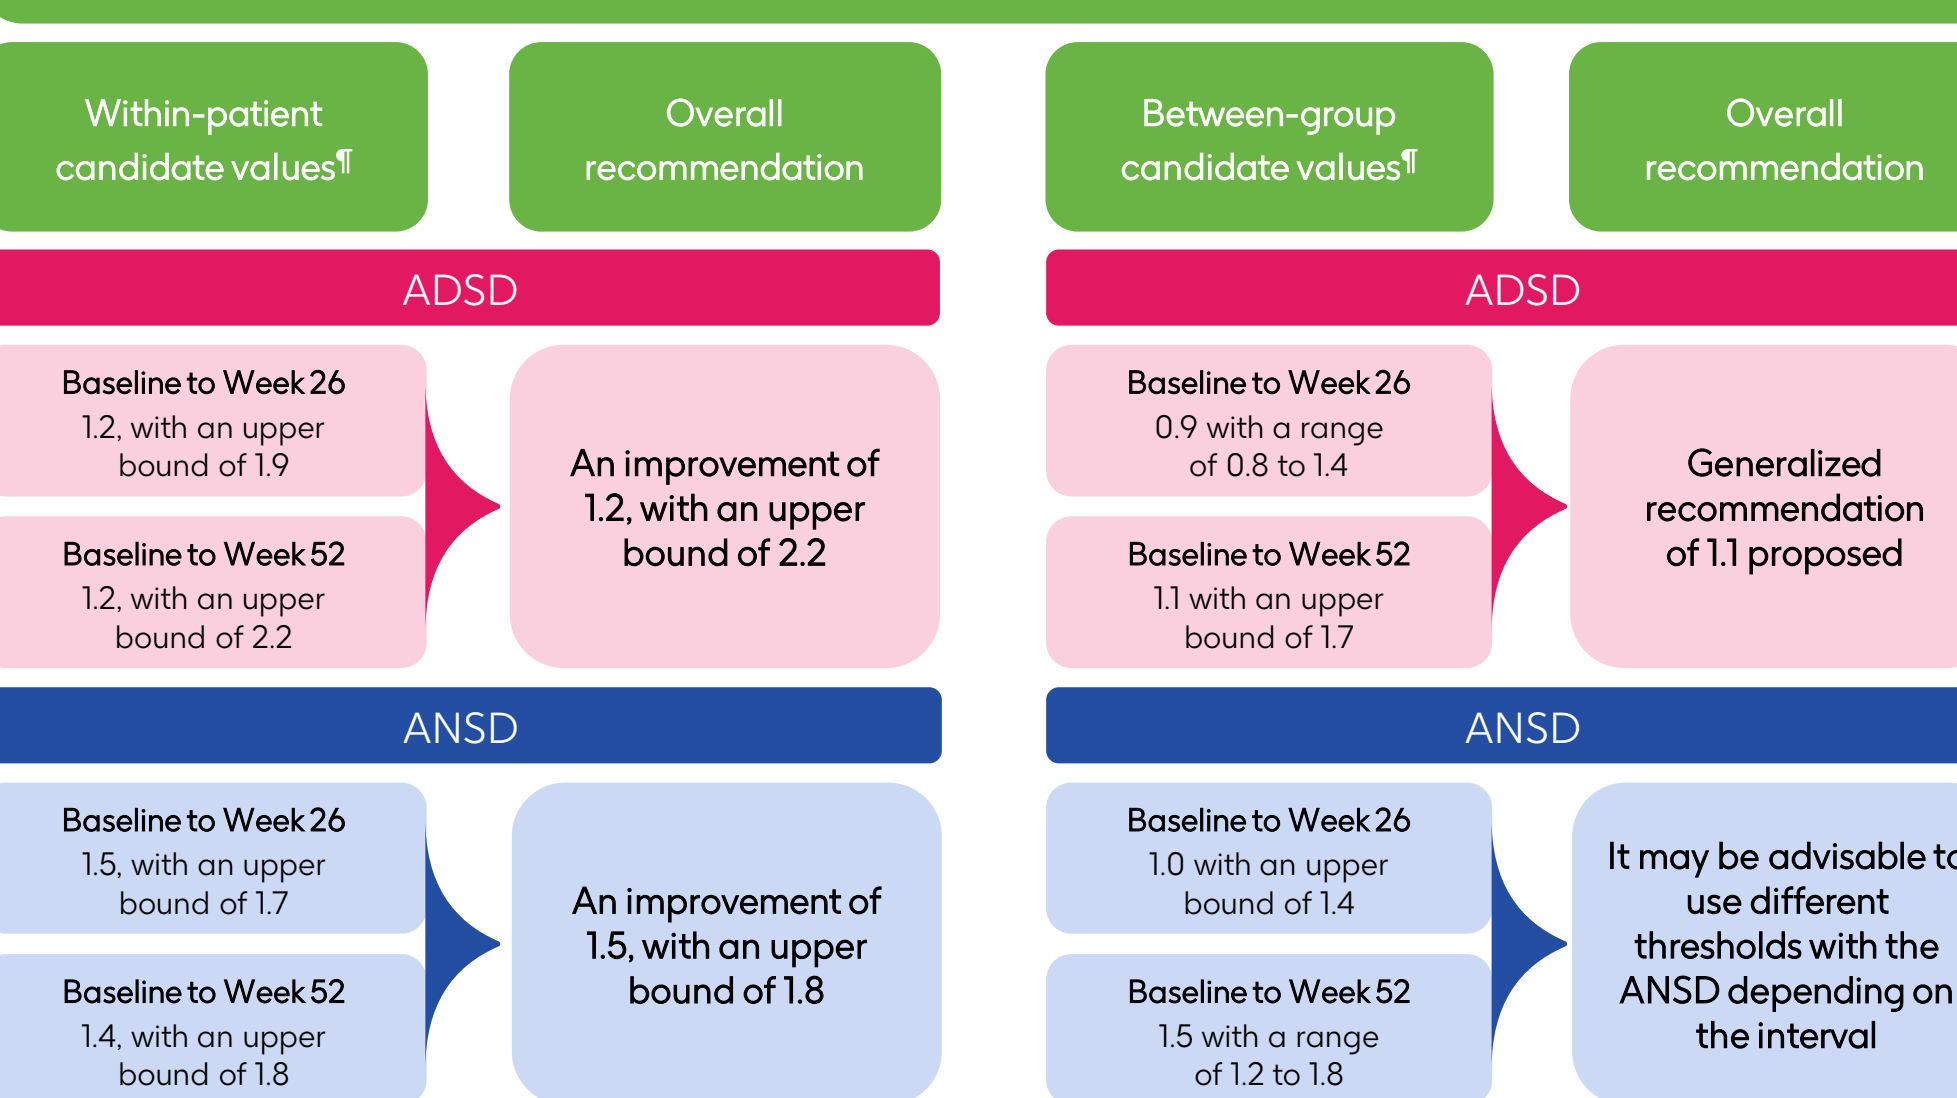 Within-patient
candidate values¶
Overall
recommendation
ADSD
Baseline to Week 26
1.2, with an upper
bound of 1.9
Baseline to Week 52
1.2, with an upper
bound of 2.2
An improvement of
1.2, with an upper
bound of 2.2
ANSD
Baseline to Week 26
1.5, with an upper
bound of 1.7
Baseline to Week 52
1.4, with an upper
bound of 1.8
An improvement of
1.5, with an upper
bound of 1.8
Between-group
candidate values¶
Overall
recommendation
ADSD
Baseline to Week 26
0.9 with a range
of 0.8 to 1.4
Baseline to Week 52
1.1 with an upper
bound of 1.7
Generalized
recommendation
of 1.1 proposed
ANSD
Baseline to Week 26
1.0 with an upper
bound of 1.4
Baseline to Week 52
1.5 with a range
of 1.2 to 1.8
It may be advisable to
use different
thresholds with the
ANSD depending on
the interval